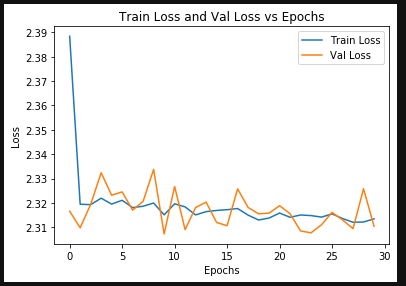 Train Loss and Val Loss vs Epochs
Train Loss
Val Loss
2.39
2.38
2.37
2.36
2.35
2.34
2.33
2.32
2.31
Loss
0 5 10 15 20 25 30
Epochs